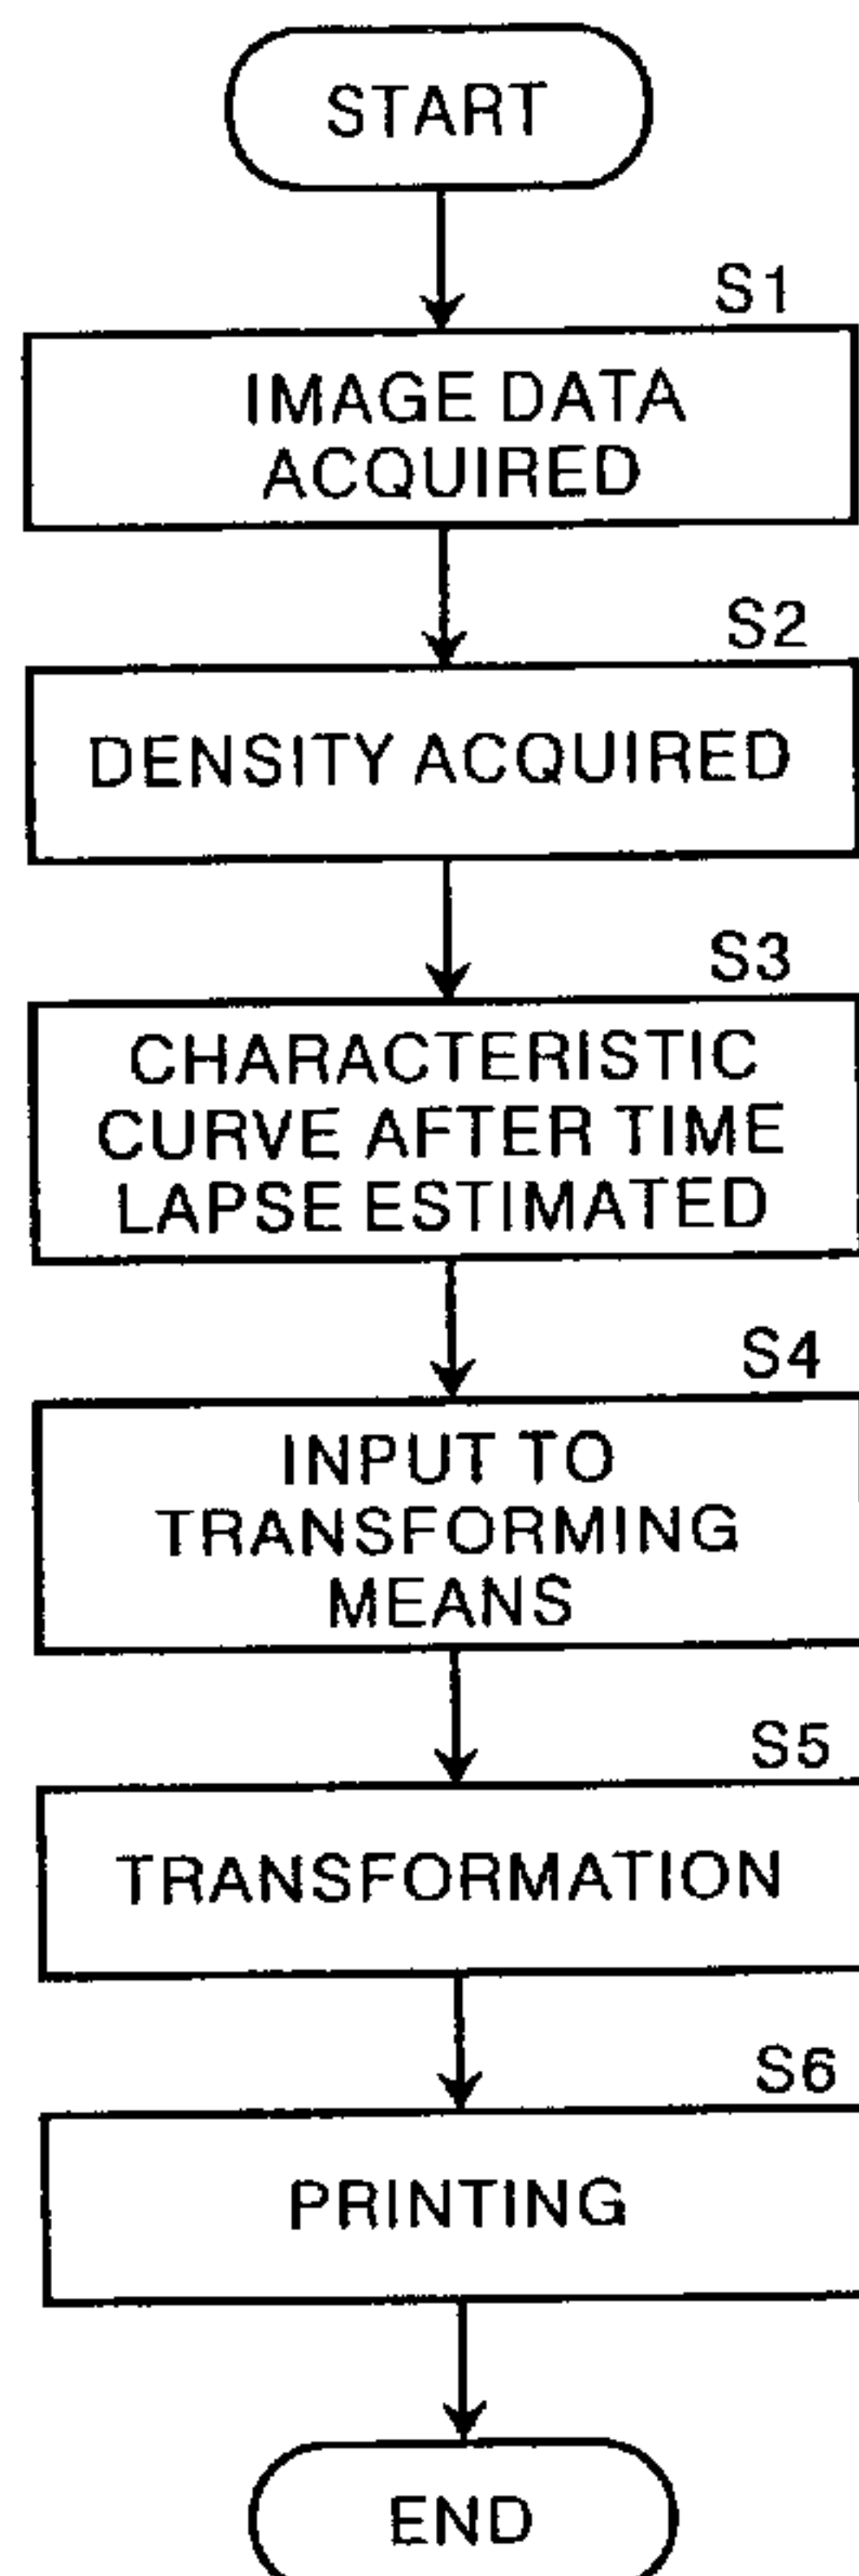 START
S1
IMAGE DATA
ACQUIRED
S2
DENSITY ACQUIRED
S3
CHARACTERISTIC
CURVE AFTER TIME
LAPSE ESTIMATED
S4
INPUT TO
TRANSFORMING
MEANS
S5
TRANSFORMATION
S6
PRINTING
END